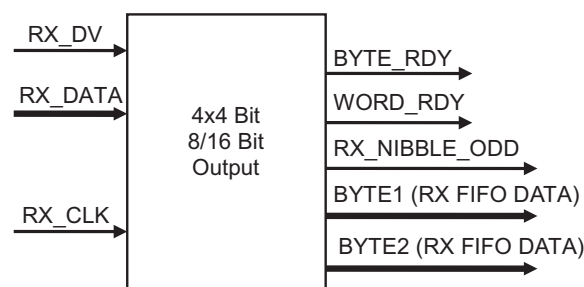 RX_DV
RX_DATA
RX_CLK
4x4 Bit
8/16 Bit
Output
BYTE_RDY
WORD_RDY
RX_NIBBLE_ODD
BYTE1 (RX FIFO DATA)
BYTE2 (RX FIFO DATA)